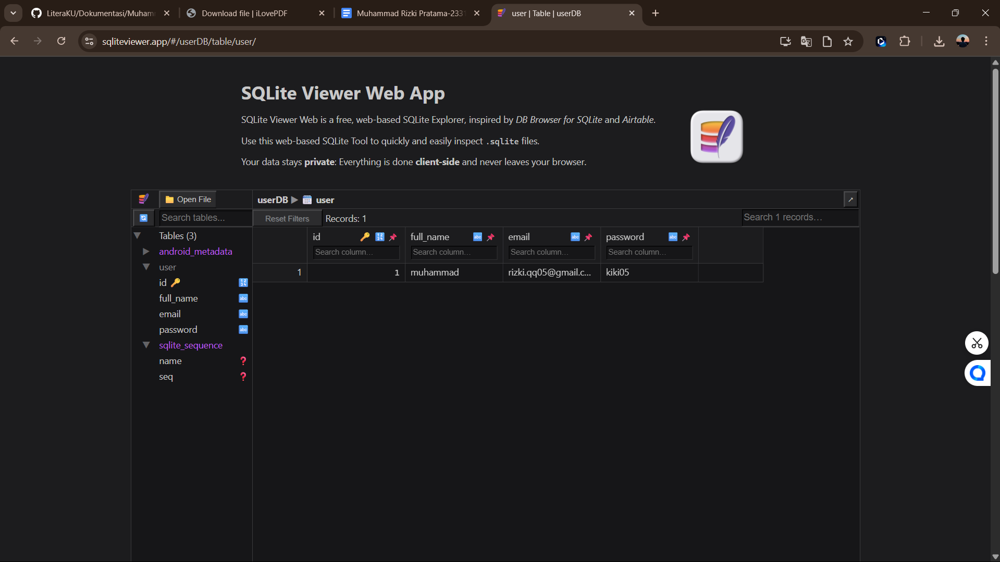 LiteraKU/Dokumentasi/Muham
Download file | iLovePDF
Muhammad Rizki Pratama-233
user | Table | userDB
sqliteviewer.app/#/userDB/table/user/
SQLite Viewer Web App
SQLite Viewer Web is a free, web-based SQLite Explorer, inspired by DB Browser for SQLite and Airtable.
Use this web-based SQLite Tool to quickly and easily inspect .sqlite files.
Your data stays private: Everything is done client-side and never leaves your browser.
Open File
userDB ▶ user
Search tables...
Reset Filters
Records: 1
Search 1 records…
Tables (3)
android_metadata
user
id
full_name
email
password
sqlite_sequence
name
seq
id
full_name
email
password
Search column…
Search column…
Search column…
Search column…
1
1
muhammad
rizki.qq05@gmail.c...
kiki05